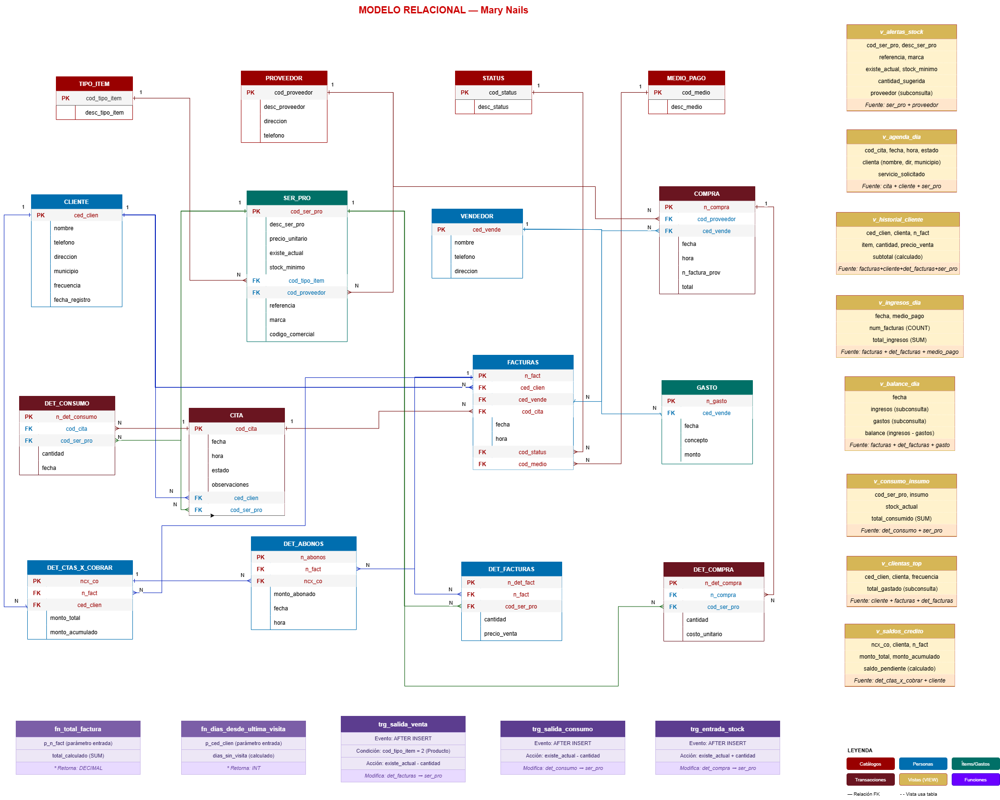 MODELO RELACIONAL — Mary Nails
TIPO_ITEM
PK cod_tipo_item
desc_tipo_item
1
PROVEEDOR
PK cod_proveedor
desc_proveedor
direccion
telefono
1
STATUS
PK cod_status
desc_status
1
MEDIO_PAGO
PK cod_medio
desc_medio
1
CLIENTE
PK ced_clien
nombre
telefono
direccion
municipio
frecuencia
fecha_registro
1
1
SER_PRO
PK cod_ser_pro
desc_ser_pro
precio_unitario
existe_actual
stock_minimo
FK cod_tipo_item
FK cod_proveedor
referencia
marca
codigo_comercial
1
1
N
N
VENDEDOR
PK ced_vende
nombre
telefono
direccion
1
COMPRA
PK n_compra
FK cod_proveedor
FK ced_vende
fecha
hora
n_factura_prov
total
1
N
N
FACTURAS
PK n_fact
FK ced_clien
FK ced_vende
FK cod_cita
fecha
hora
FK cod_status
FK cod_medio
1
N
N
N
N
N
GASTO
PK n_gasto
FK ced_vende
fecha
concepto
monto
N
DET_CONSUMO
PK n_det_consumo
FK cod_cita
FK cod_ser_pro
cantidad
fecha
N
N
CITA
PK cod_cita
fecha
hora
estado
observaciones
FK ced_clien
FK cod_ser_pro
1
1
N
N
DET_CTAS_X_COBRAR
PK ncx_co
FK n_fact
FK ced_clien
monto_total
monto_acumulado
1
N
N
DET_ABONOS
PK n_abonos
FK n_fact
FK ncx_co
monto_abonado
fecha
hora
N
N
DET_FACTURAS
PK n_det_fact
FK n_fact
FK cod_ser_pro
cantidad
precio_venta
N
N
DET_COMPRA
PK n_det_compra
FK n_compra
FK cod_ser_pro
cantidad
costo_unitario
N
N
v_alertas_stock
cod_ser_pro, desc_ser_pro
referencia, marca
existe_actual, stock_minimo
cantidad_sugerida
proveedor (subconsulta)
Fuente: ser_pro + proveedor
v_agenda_dia
cod_cita, fecha, hora, estado
clienta (nombre, dir, municipio)
servicio_solicitado
Fuente: cita + cliente + ser_pro
v_historial_cliente
ced_clien, clienta, n_fact
item, cantidad, precio_venta
subtotal (calculado)
Fuente: facturas+cliente+det_facturas+ser_pro
v_ingresos_dia
fecha, medio_pago
num_facturas (COUNT)
total_ingresos (SUM)
Fuente: facturas + det_facturas + medio_pago
v_balance_dia
fecha
ingresos (subconsulta)
gastos (subconsulta)
balance (ingresos - gastos)
Fuente: facturas + det_facturas + gasto
v_consumo_insumo
cod_ser_pro, insumo
stock_actual
total_consumido (SUM)
Fuente: det_consumo + ser_pro
v_clientas_top
ced_clien, clienta, frecuencia
total_gastado (subconsulta)
Fuente: cliente + facturas + det_facturas
v_saldos_credito
ncx_co, clienta, n_fact
monto_total, monto_acumulado
saldo_pendiente (calculado)
Fuente: det_ctas_x_cobrar + cliente
fn_total_factura
p_n_fact (parámetro entrada)
total_calculado (SUM)
* Retorna: DECIMAL
fn_dias_desde_ultima_visita
p_ced_clien (parámetro entrada)
dias_sin_visita (calculado)
* Retorna: INT
trg_salida_venta
Evento: AFTER INSERT
Condición: cod_tipo_item = 2 (Producto)
Acción: existe_actual - cantidad
Modifica: det_facturas → ser_pro
trg_salida_consumo
Evento: AFTER INSERT
Acción: existe_actual - cantidad
Modifica: det_consumo → ser_pro
trg_entrada_stock
Evento: AFTER INSERT
Acción: existe_actual + cantidad
Modifica: det_compra → ser_pro
LEYENDA
Catálogos
Personas
Ítems/Gastos
Transacciones
Vistas (VIEW)
Funciones
— Relación FK
- - Vista usa tabla